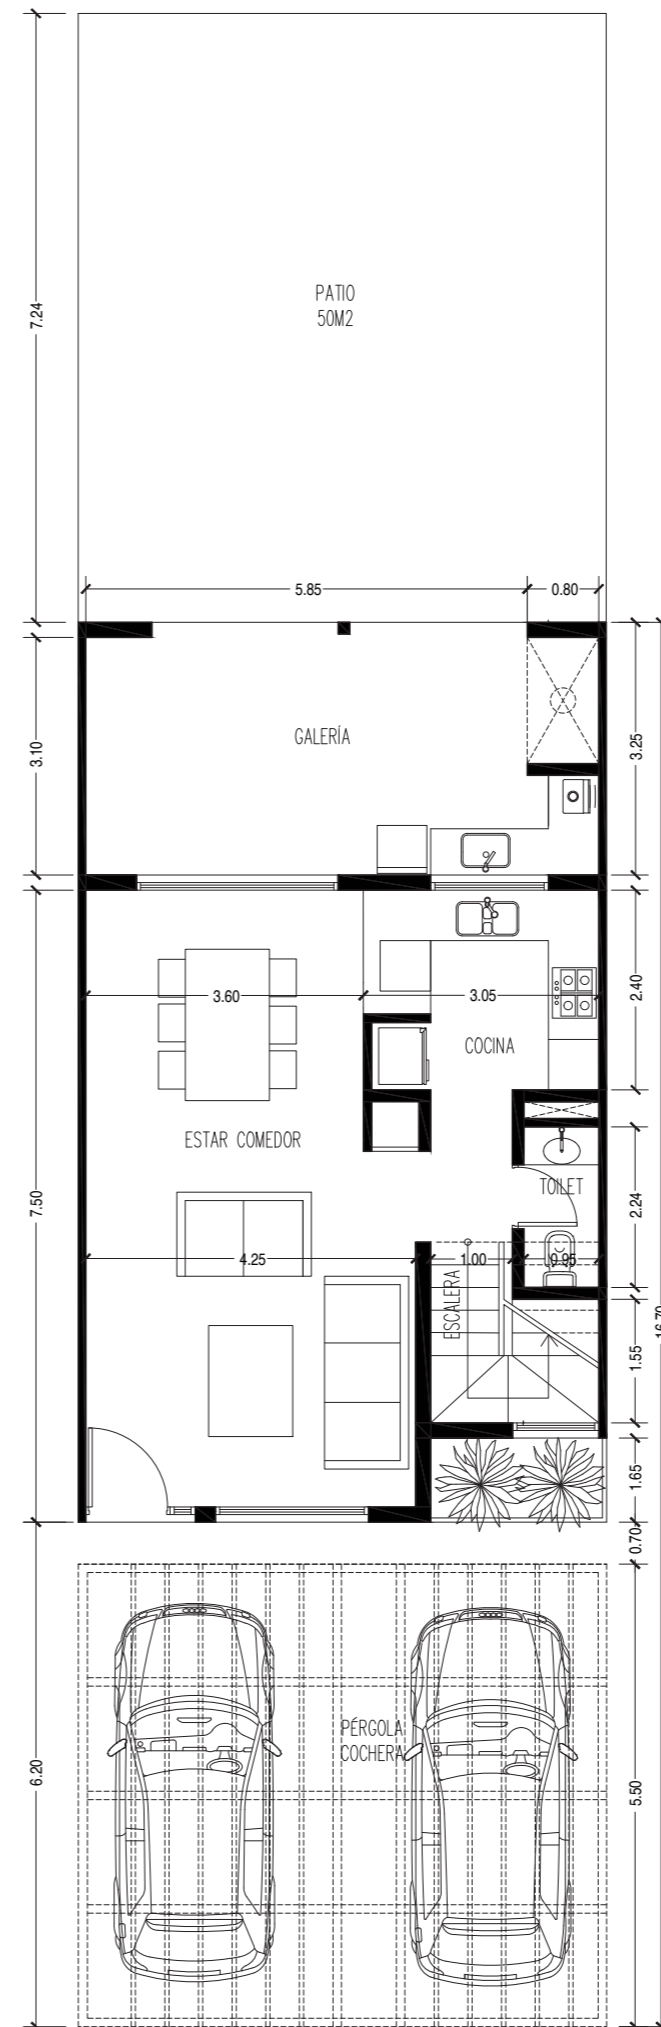 7.24
PATIO
50M2
5.85
0.80
3.10
GALERÍA
3.25
3.60
3.05
2.40
COCINA
ESTAR COMEDOR
7.50
TOILET
2.24
4.25
1.00
0.95
ESCALERA
16.70
1.55
1.65
0.70
PÉRGOLA
COCHERA
6.20
5.50